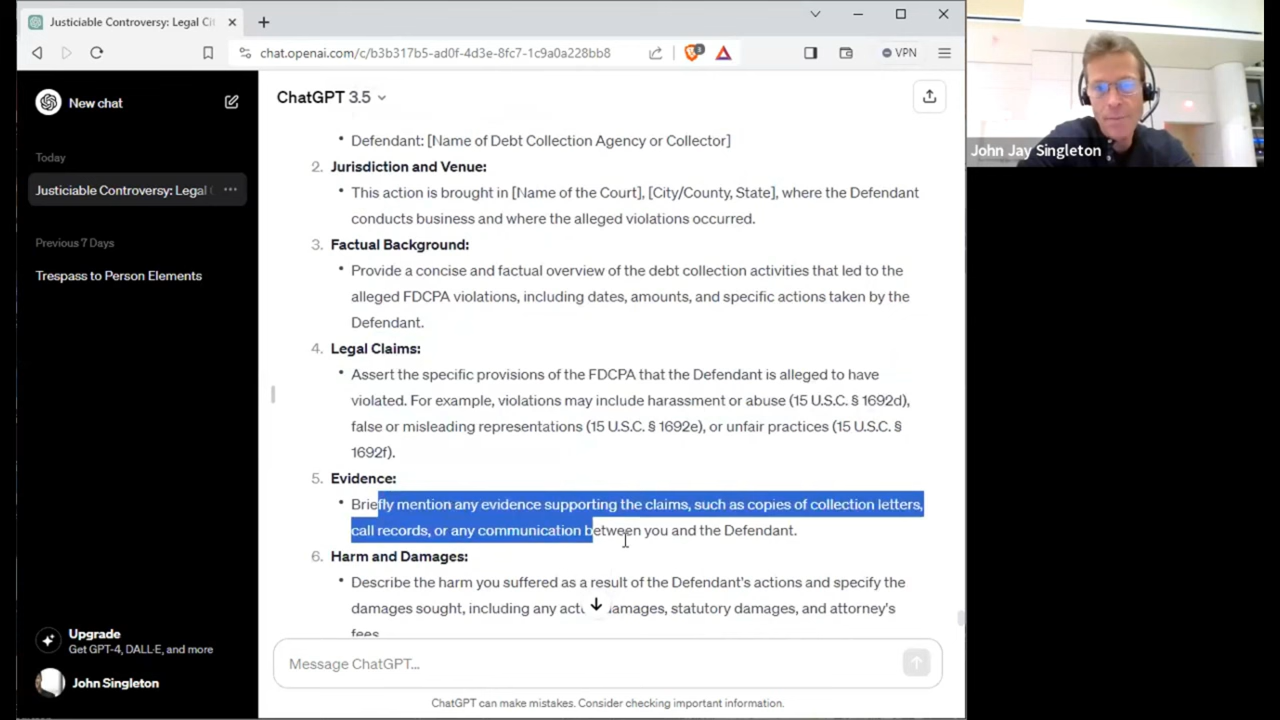 Justiciable Controversy: Legal Cit
chat.openai.com/c/b3b317b5-ad0f-4d3e-8fc7-1c9a0a228bb8
VPN
New chat
Today
Justiciable Controversy: Legal
Previous 7 Days
Trespass to Person Elements
Upgrade
Get GPT-4, DALL·E, and more
John Singleton
ChatGPT 3.5
• Defendant: [Name of Debt Collection Agency or Collector]
2. Jurisdiction and Venue:
• This action is brought in [Name of the Court], [City/County, State], where the Defendant
conducts business and where the alleged violations occurred.
3. Factual Background:
• Provide a concise and factual overview of the debt collection activities that led to the
alleged FDCPA violations, including dates, amounts, and specific actions taken by the
Defendant.
4. Legal Claims:
• Assert the specific provisions of the FDCPA that the Defendant is alleged to have
violated. For example, violations may include harassment or abuse (15 U.S.C. § 1692d),
false or misleading representations (15 U.S.C. § 1692e), or unfair practices (15 U.S.C. §
1692f).
5. Evidence:
• Briefly mention any evidence supporting the claims, such as copies of collection letters,
call records, or any communication between you and the Defendant.
6. Harm and Damages:
• Describe the harm you suffered as a result of the Defendant's actions and specify the
damages sought, including any damages, statutory damages, and attorney's
fees
Message ChatGPT...
ChatGPT can make mistakes. Consider checking important information.
John Jay Singleton